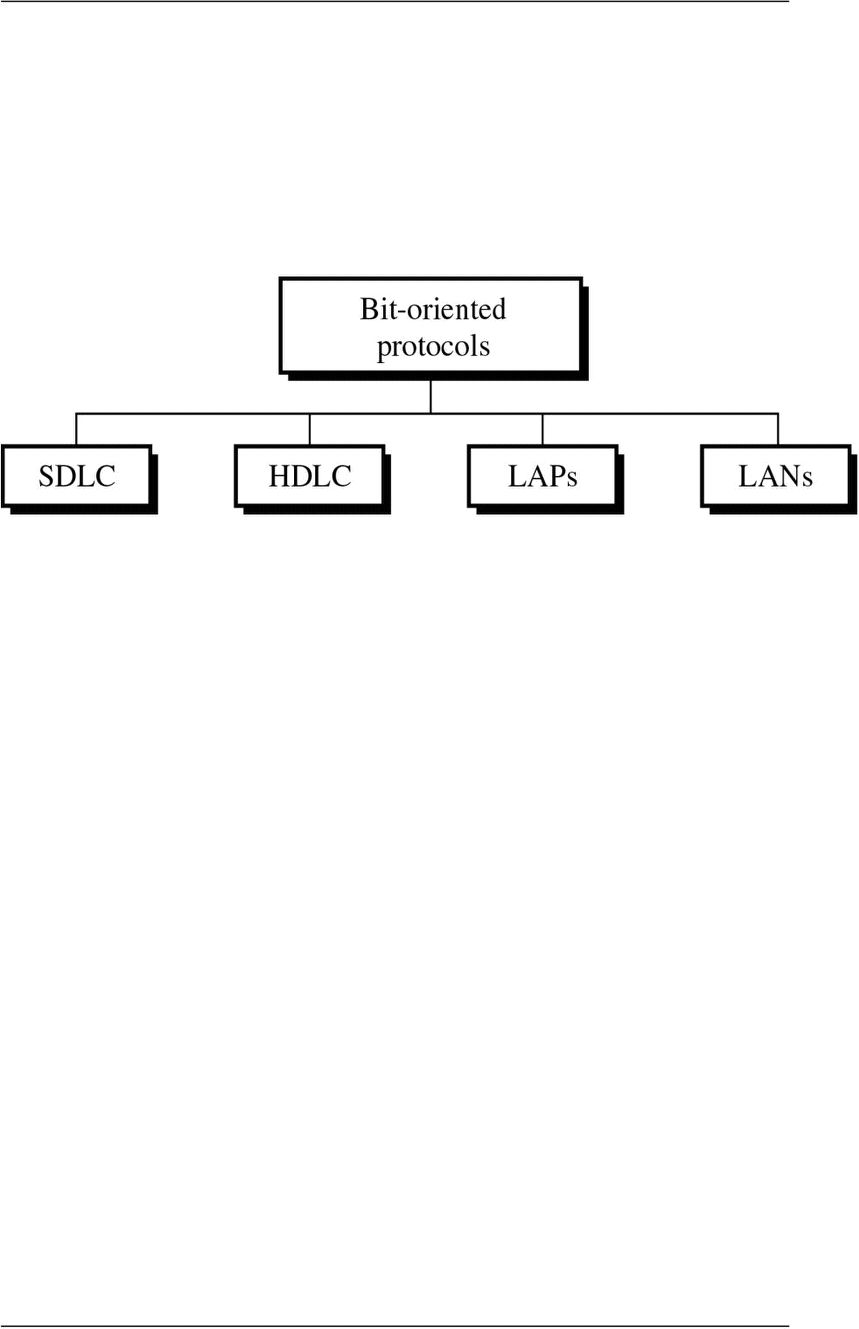 Bit-oriented
protocols
SDLC
HDLC
LAPs
LANs